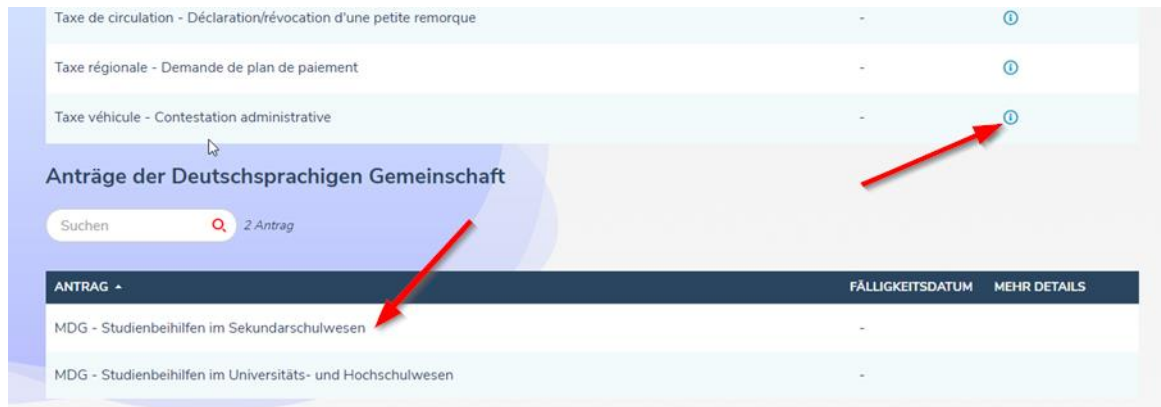 Taxe de circulation - Déclaration/révocation d'une petite remorque -
Taxe régionale - Demande de plan de paiement -
Taxe véhicule - Contestation administrative -
Anträge der Deutschsprachigen Gemeinschaft
Suchen 2 Antrag
ANTRAG FÄLLIGKEITSDATUM MEHR DETAILS
MDG - Studienbeihilfen im Sekundarschulwesen -
MDG - Studienbeihilfen im Universitäts- und Hochschulwesen -